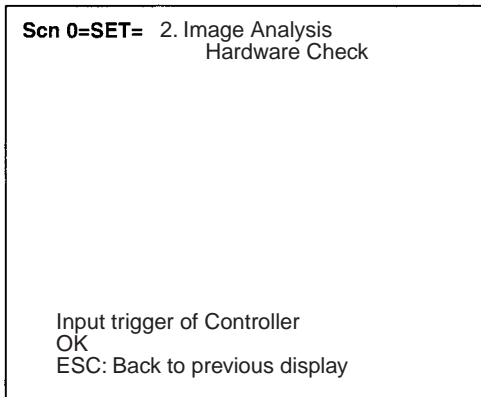 Scn 0=SET= 2. Image Analysis
Hardware Check
Input trigger of Controller
OK
ESC: Back to previous display